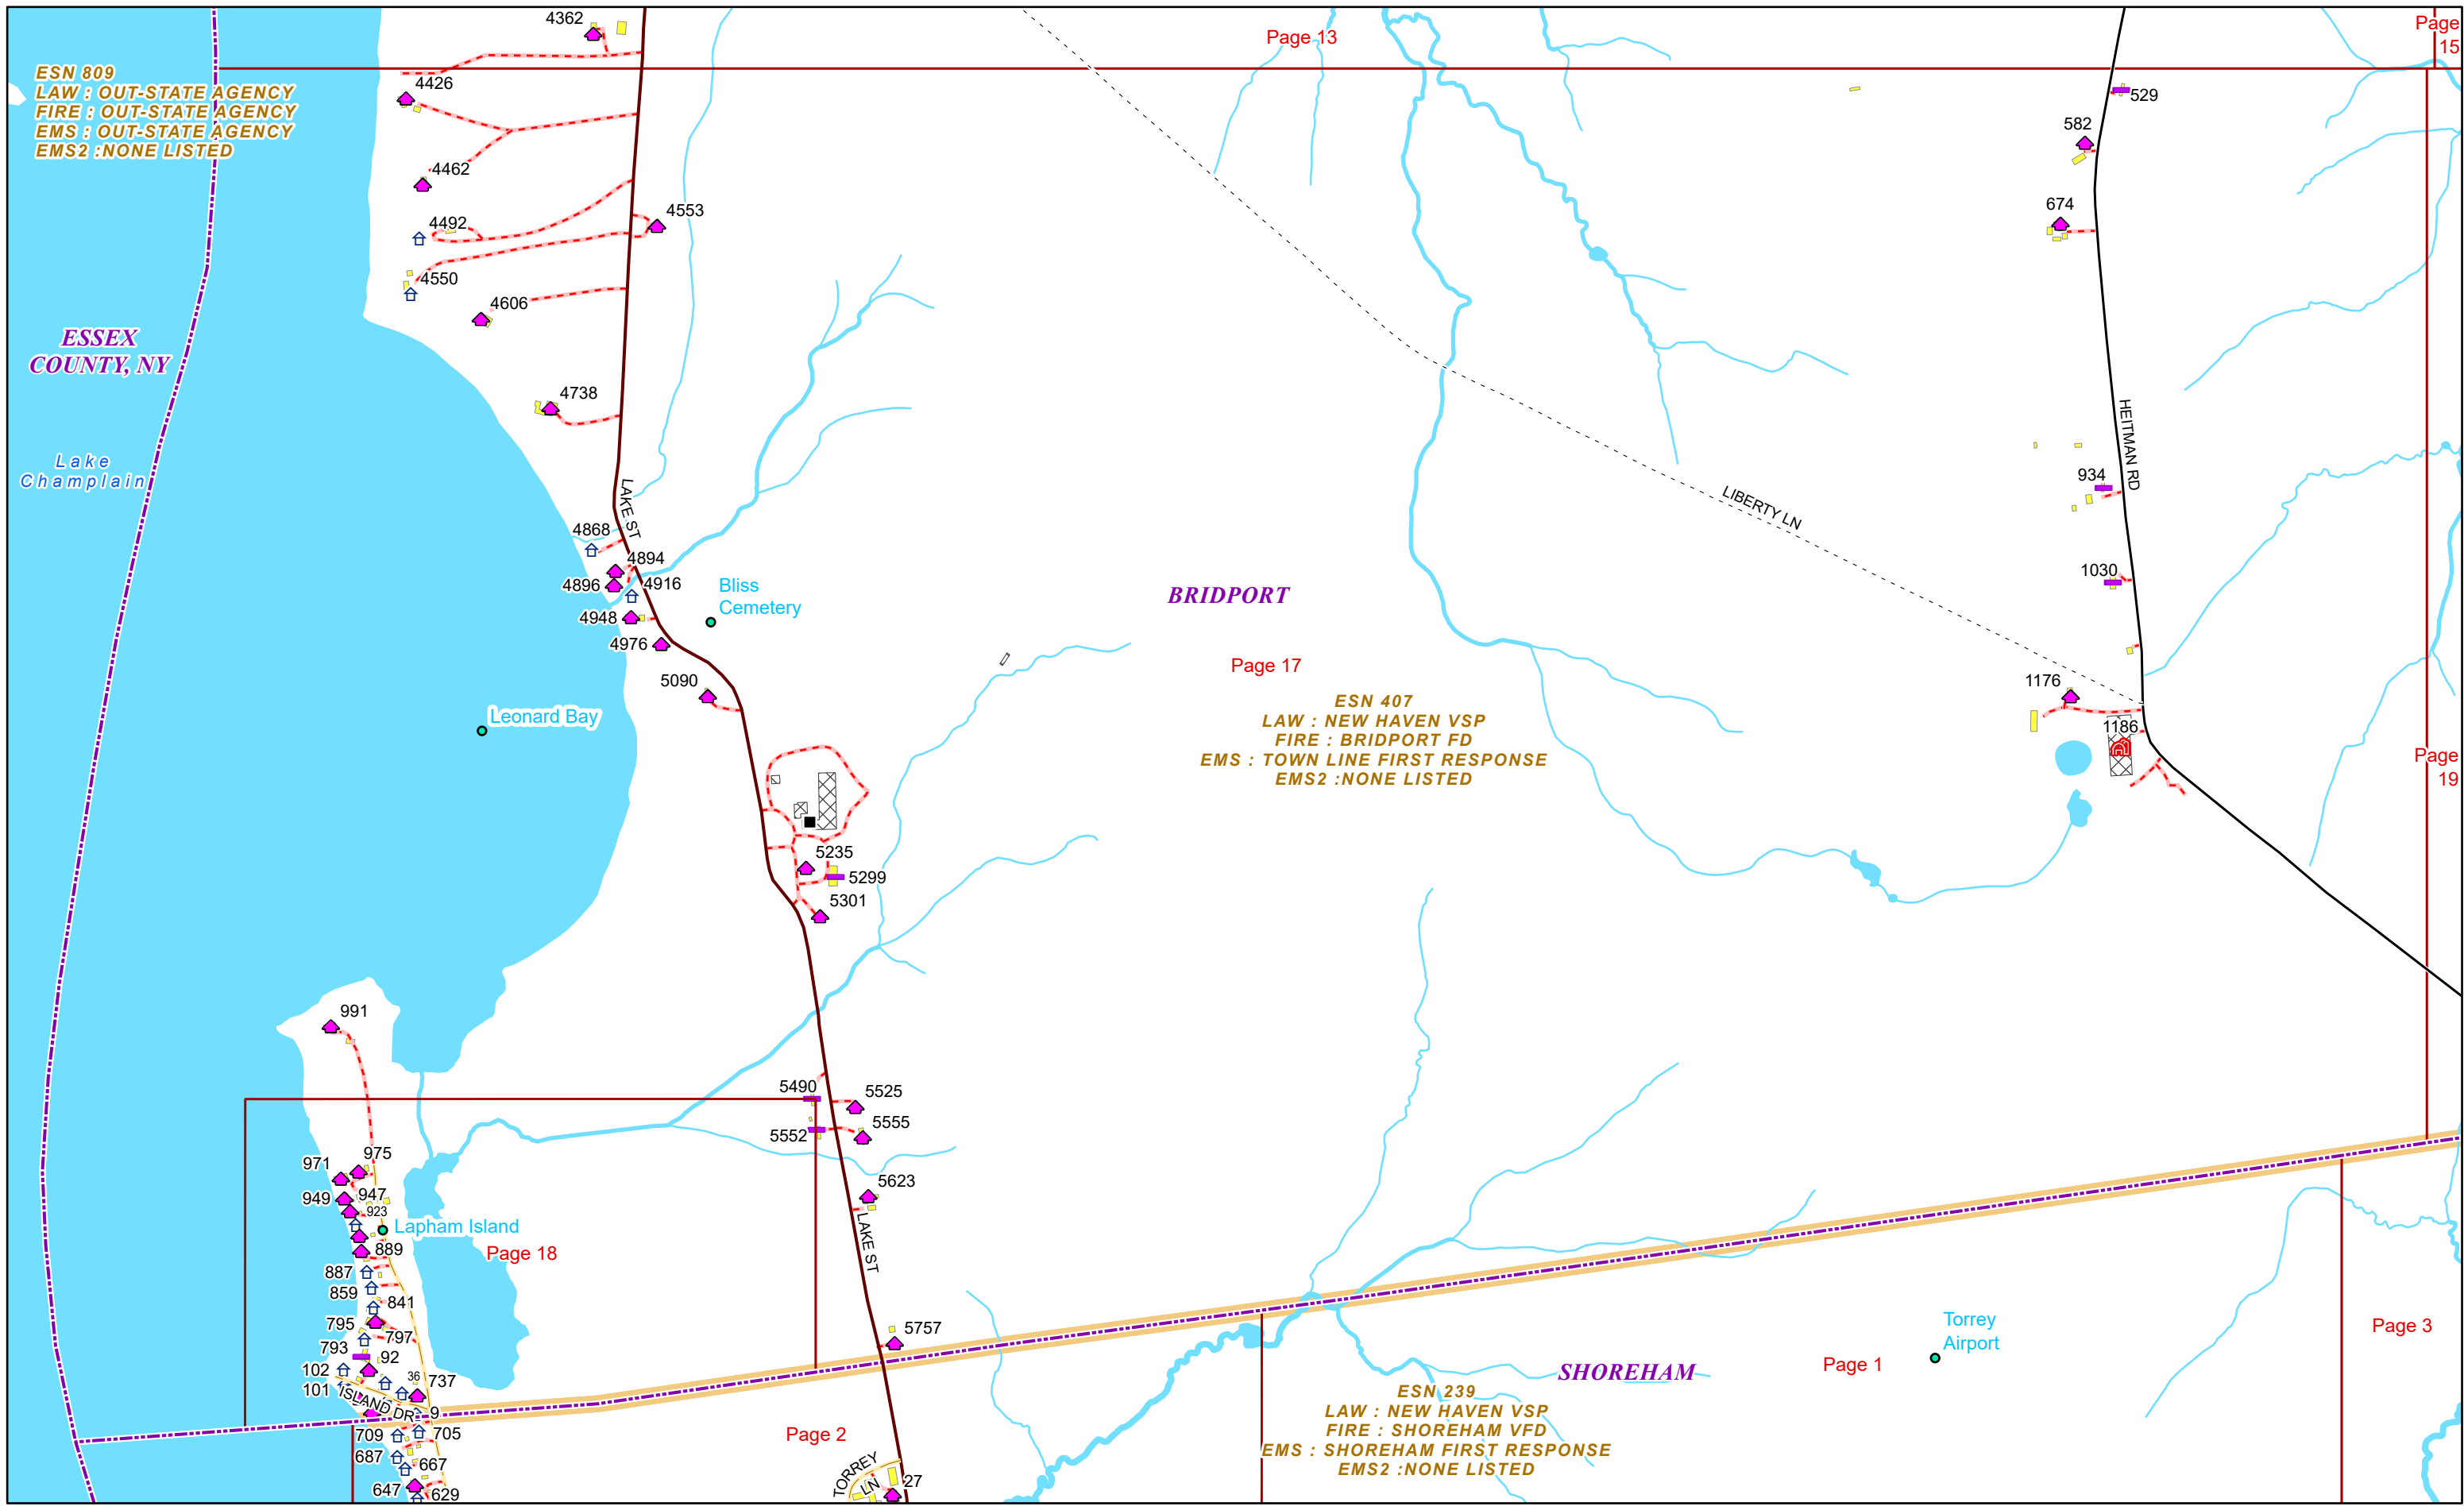 4362
Page 13
Page
15
ESN 809
LAW : OUT-STATE AGENCY
FIRE : OUT-STATE AGENCY
EMS : OUT-STATE AGENCY
EMS2 :NONE LISTED
4426
529
582
4462
674
4553
4492
4550
4606
ESSEX
COUNTY, NY
4738
HEITMAN RD
Lake
Champlain
934
LAKE ST
LIBERTY LN
4868
4894
4896
4916
1030
Bliss
Cemetery
BRIDPORT
4948
4976
Page 17
5090
1176
ESN 407
LAW : NEW HAVEN VSP
FIRE : BRIDPORT FD
EMS : TOWN LINE FIRST RESPONSE
EMS2 :NONE LISTED
Leonard Bay
1186
Page
19
5235
5299
5301
991
5490
5525
5555
5552
975
971
5623
949
947
923
Lapham Island
LAKE ST
889
Page 18
887
859
841
795
797
5757
Torrey
Airport
Page 3
793
92
102
36
737
101
ISLAND DR
9
SHOREHAM
Page 1
ESN 239
LAW : NEW HAVEN VSP
FIRE : SHOREHAM VFD
EMS : SHOREHAM FIRST RESPONSE
EMS2 :NONE LISTED
709
705
Page 2
687
667
647
629
TORREY
LN
27